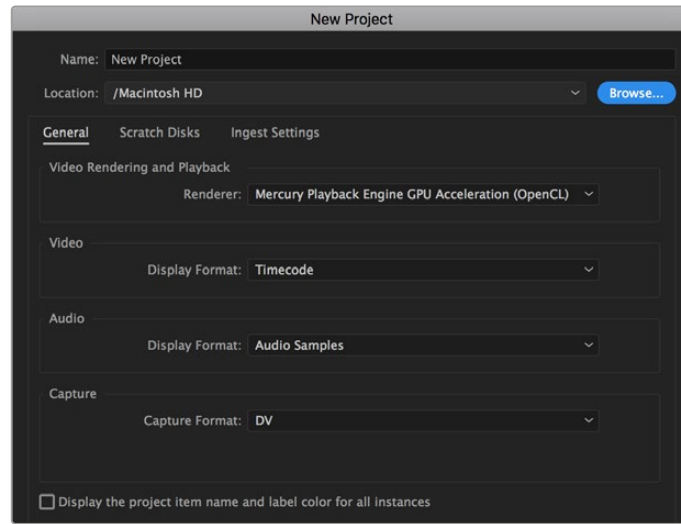 New Project
Name: New Project
Location: /Macintosh HD Browse...
General Scratch Disks Ingest Settings
Video Rendering and Playback
Renderer: Mercury Playback Engine GPU Acceleration (OpenCL)
Video
Display Format: Timecode
Audio
Display Format: Audio Samples
Capture
Capture Format: DV
Display the project item name and label color for all instances